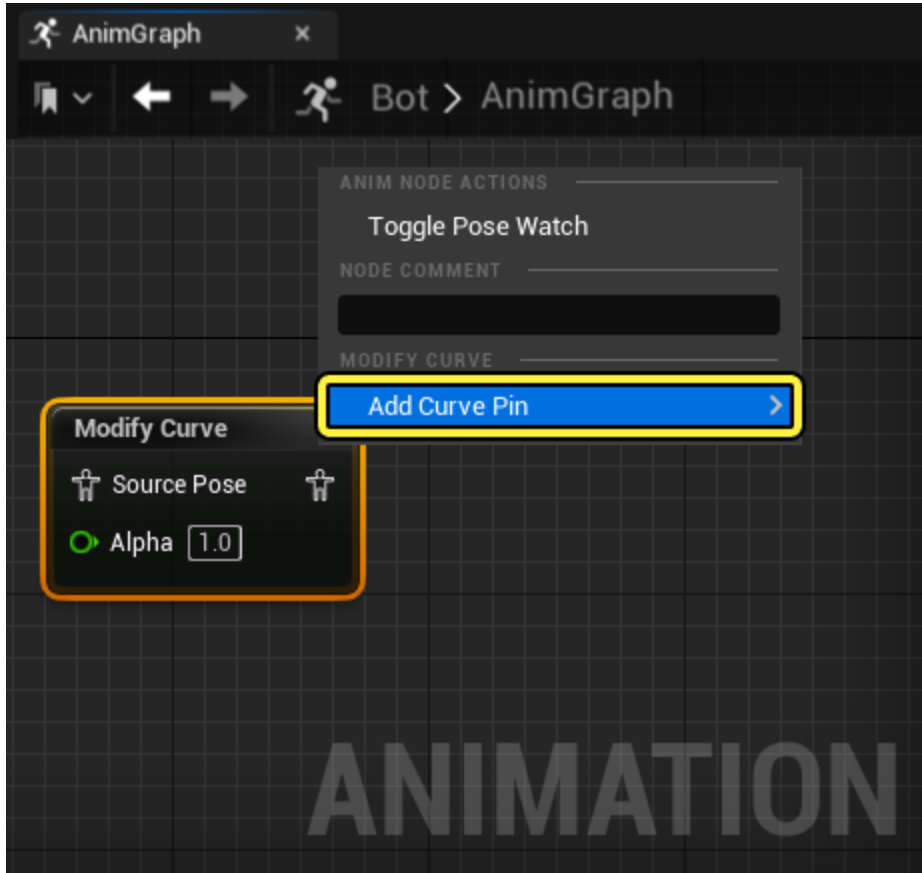 AnimGraph
Bot > AnimGraph
ANIM NODE ACTIONS
Toggle Pose Watch
NODE COMMENT
MODIFY CURVE
Add Curve Pin
Modify Curve
Source Pose
Alpha 1.0
ANIMATION